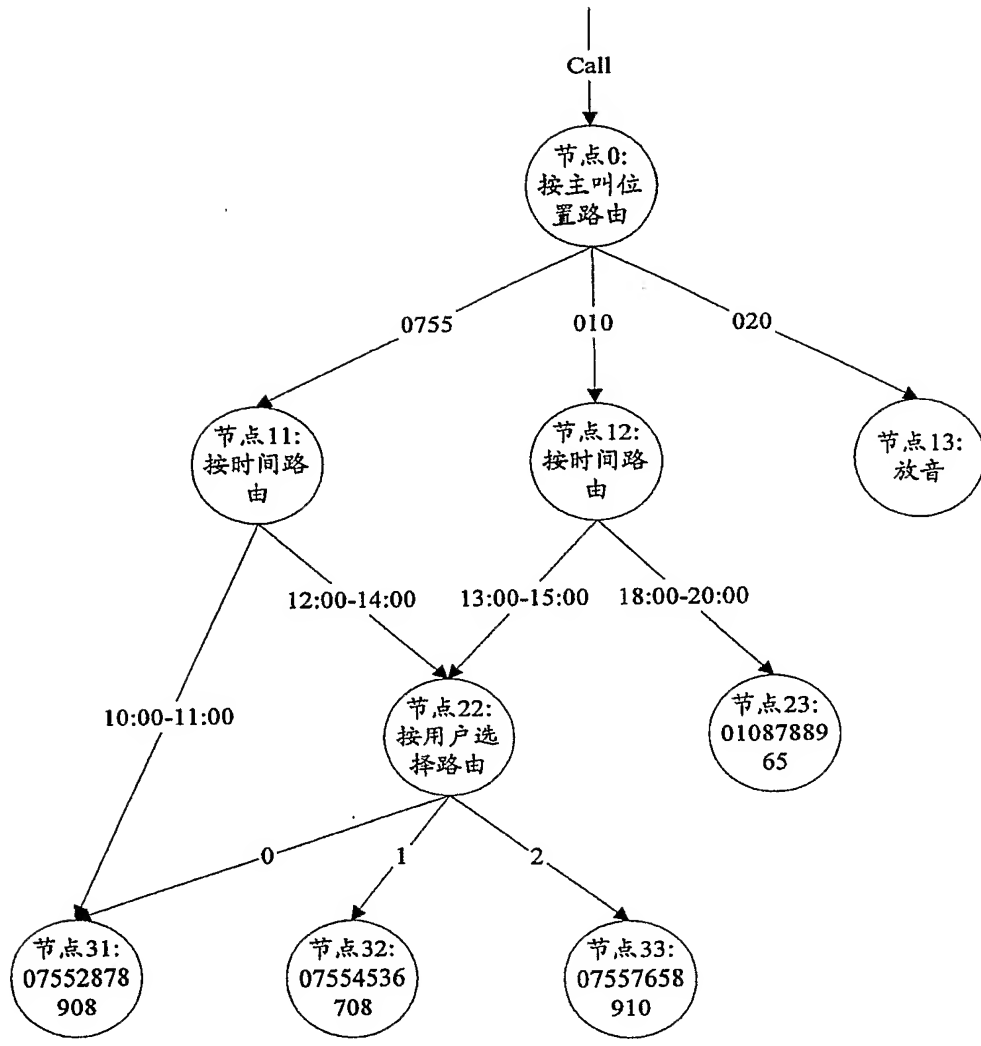 Call
节点0:
按主叫位
置路由
0755
010
020
节点11:
按时间路
由
节点12:
按时间路
由
节点13:
放音
12:00-14:00
13:00-15:00
18:00-20:00
10:00-11:00
节点22:
按用户选
择路由
节点23:
01087889
65
0
1
2
节点31:
07552878
908
节点32:
07554536
708
节点33:
07557658
910